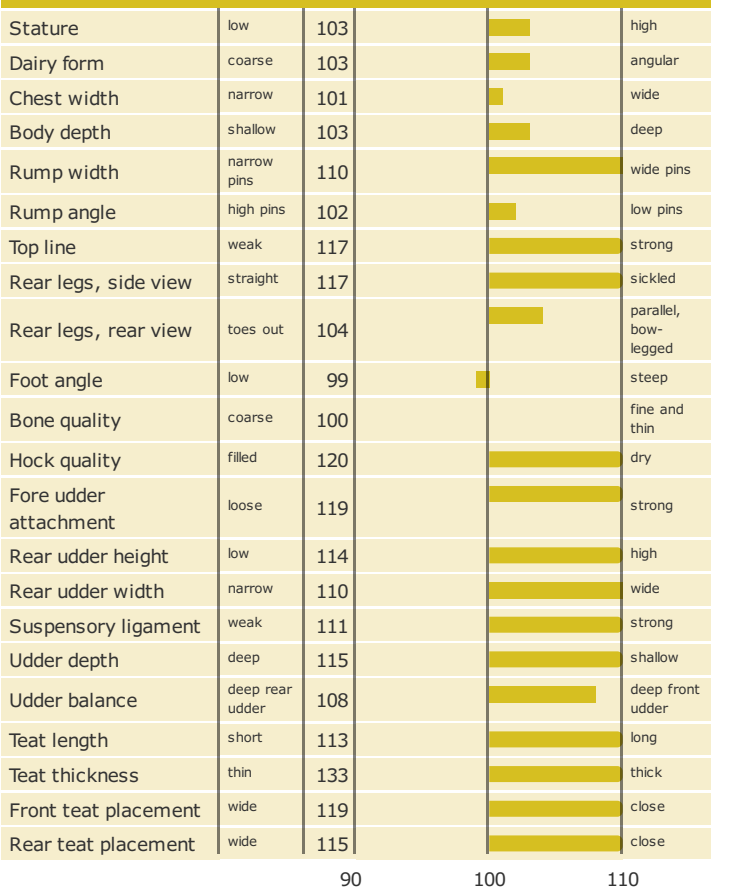 Stature low 103 high
Dairy form coarse 103 angular
Chest width narrow 101 wide
Body depth shallow 103 deep
Rump width narrow pins 110 wide pins
Rump angle high pins 102 low pins
Top line weak 117 strong
Rear legs, side view straight 117 sickled
Rear legs, rear view toes out 104 parallel, bow-legged
Foot angle low 99 steep
Bone quality coarse 100 fine and thin
Hock quality filled 120 dry
Fore udder attachment loose 119 strong
Rear udder height low 114 high
Rear udder width narrow 110 wide
Suspensory ligament weak 111 strong
Udder depth deep 115 shallow
Udder balance deep rear udder 108 deep front udder
Teat length short 113 long
Teat thickness thin 133 thick
Front teat placement wide 119 close
Rear teat placement wide 115 close
90 100 110